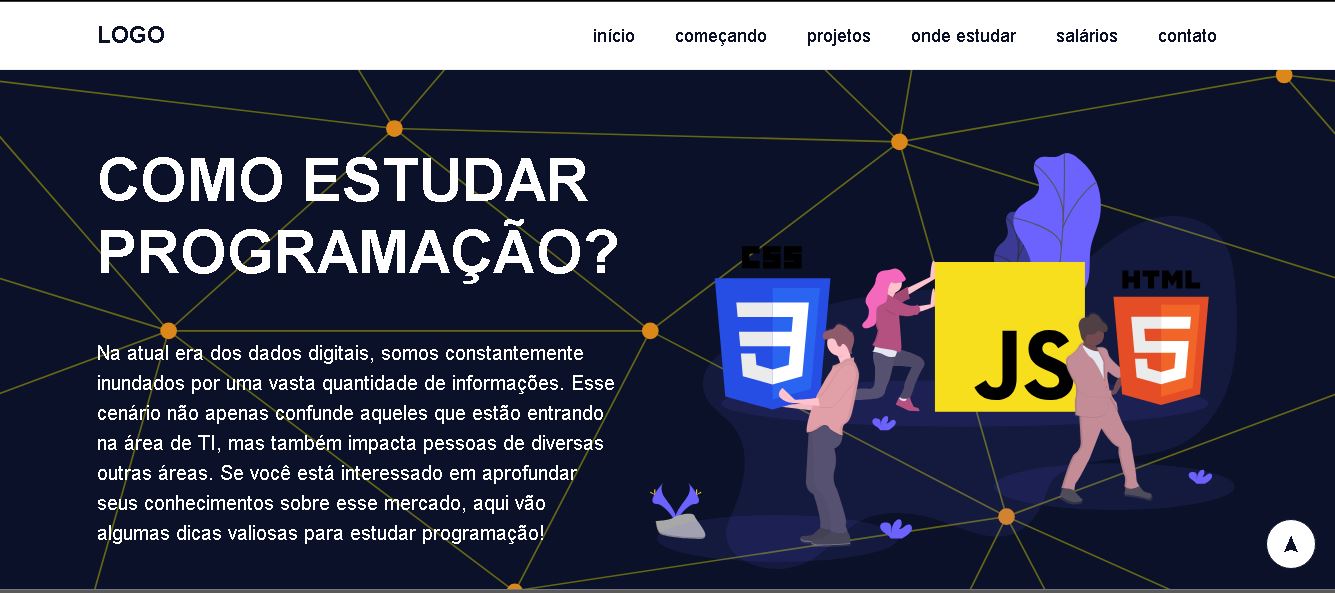 LOGO
início começando projetos onde estudar salários contato
COMO ESTUDAR
PROGRAMAÇÃO?
CSS
3
JS
HTML
5
Na atual era dos dados digitais, somos constantemente
inundados por uma vasta quantidade de informações. Esse
cenário não apenas confunde aqueles que estão entrando
na área de TI, mas também impacta pessoas de diversas
outras áreas. Se você está interessado em aprofundar
seus conhecimentos sobre esse mercado, aqui vão
algumas dicas valiosas para estudar programação!